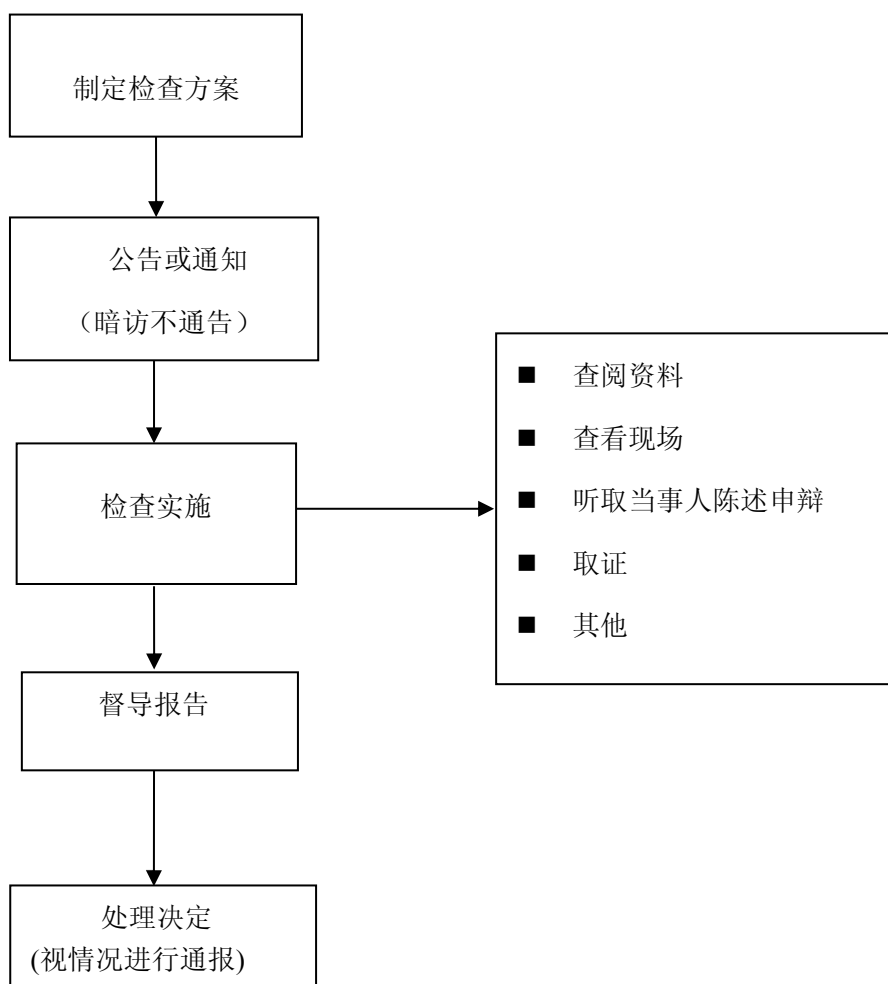 制定检查方案
公告或通知
（暗访不通告）
检查实施
■ 查阅资料
■ 查看现场
■ 听取当事人陈述申辩
■ 取证
■ 其他
督导报告
处理决定
(视情况进行通报)